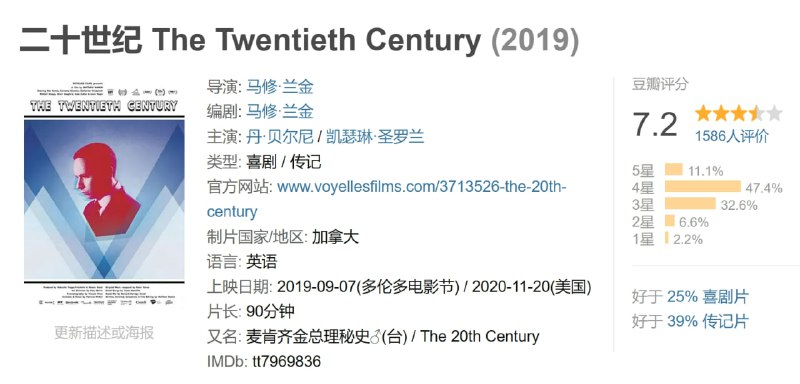 二十世纪 The Twentieth Century (2019)
THE TWENTIETH CENTURY
更新描述或海报
导演: 马修·兰金
编剧: 马修·兰金
主演: 丹·贝尔尼 / 凯瑟琳·圣罗兰
类型: 喜剧 / 传记
官方网站: www.voyellesfilms.com/3713526-the-20th-
century
制片国家/地区: 加拿大
语言: 英语
上映日期: 2019-09-07(多伦多电影节) / 2020-11-20(美国)
片长: 90分钟
又名: 麦肯齐金总理秘史♂(台) / The 20th Century
IMDb: tt7969836
豆瓣评分
7.2
1586人评价
5星 11.1%
4星 47.4%
3星 32.6%
2星 6.6%
1星 2.2%
好于 25% 喜剧片
好于 39% 传记片